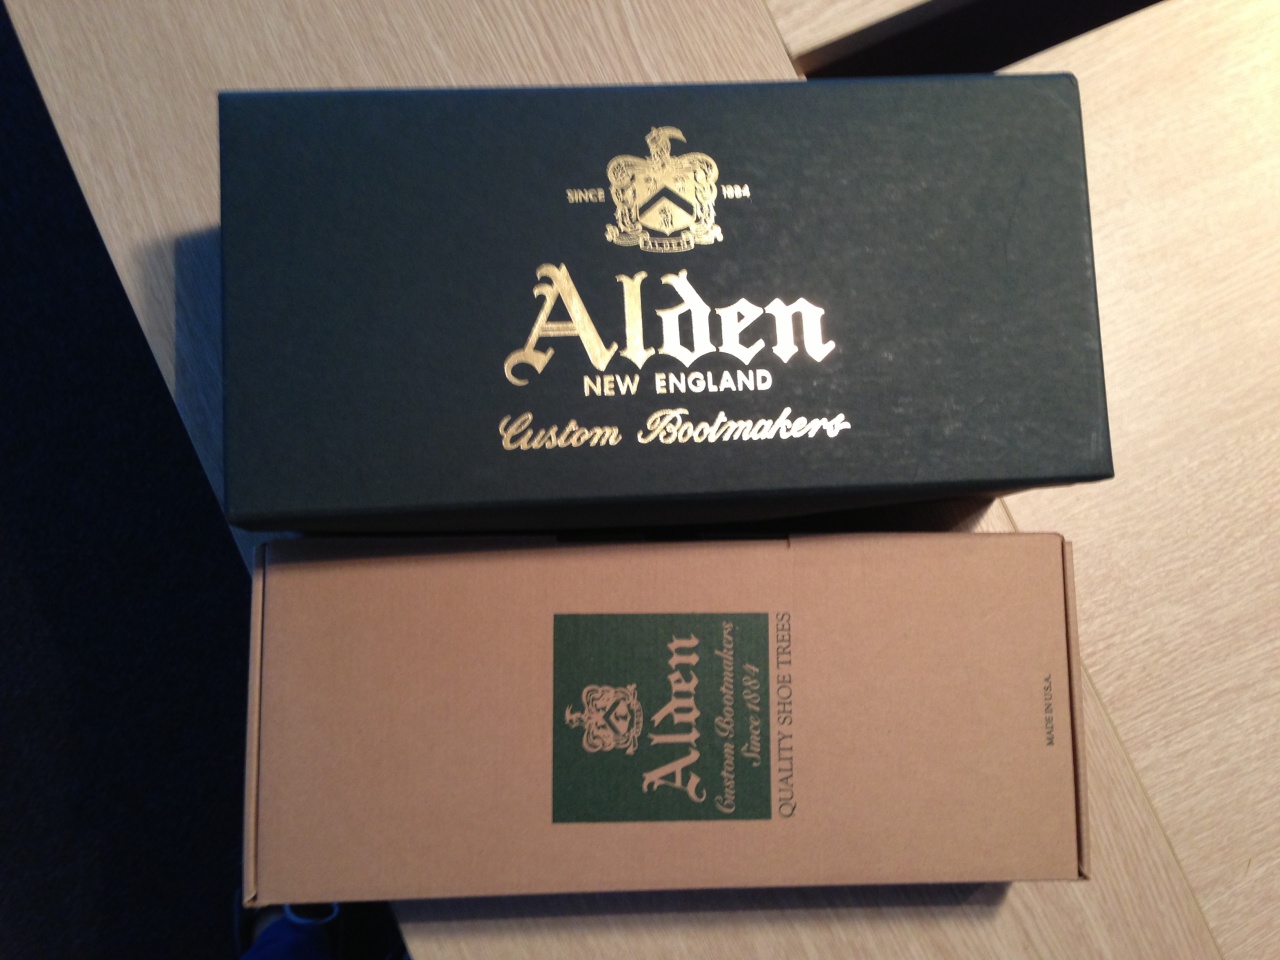 SINCE 1884
ALDEN
Alden
NEW ENGLAND
Custom Bootmakers
Alden
Custom Bootmakers
Since 1884
QUALITY SHOE TREES
MADE IN U.S.A.